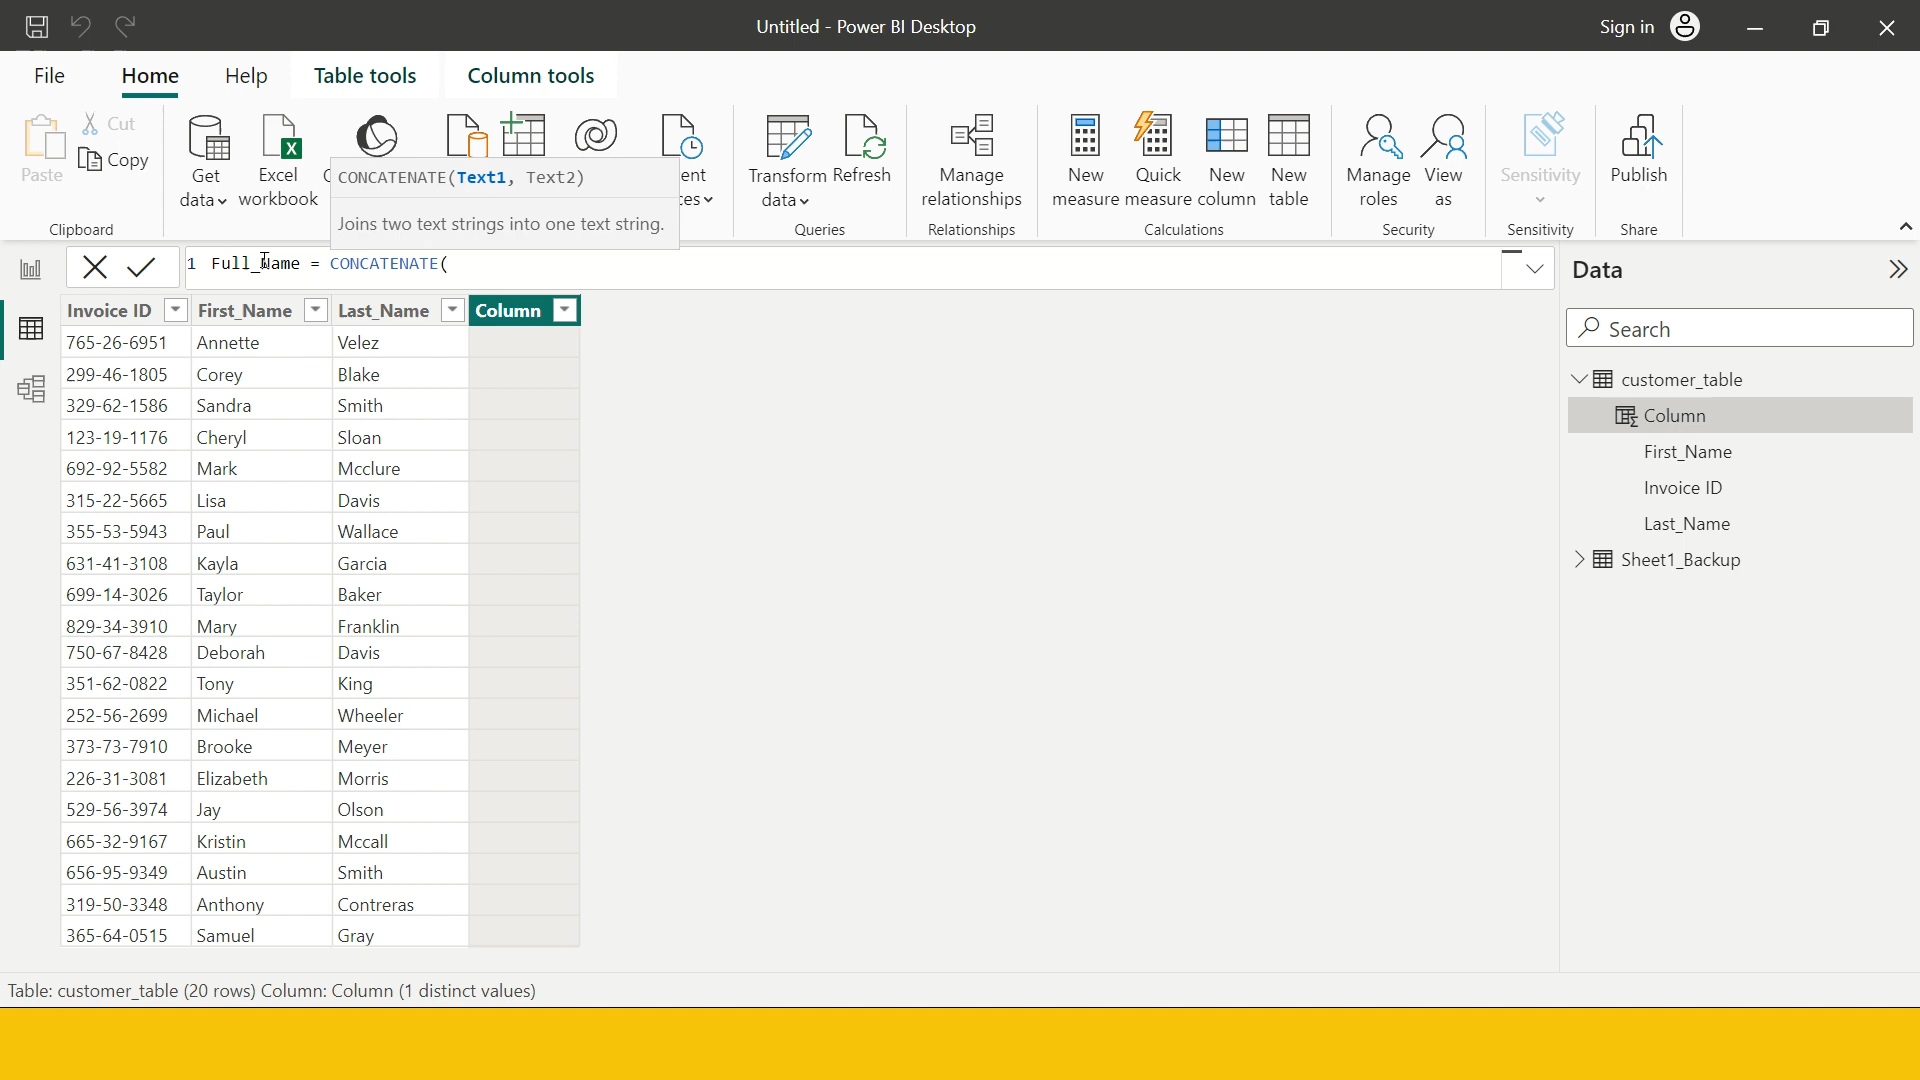 Untitled - Power BI Desktop
Sign in
File Home Help Table tools Column tools
Paste
Cut
Copy
Clipboard
Get data
Excel workbook
CONCATENATE(Text1, Text2)
Joins two text strings into one text string.
Transform data
Refresh
Queries
Manage relationships
Relationships
New measure
Quick measure
New column
New table
Calculations
Manage roles
View as
Security
Sensitivity
Sensitivity
Publish
Share
1 Full_Name = CONCATENATE(
Invoice ID First_Name Last_Name Column
765-26-6951 Annette Velez
299-46-1805 Corey Blake
329-62-1586 Sandra Smith
123-19-1176 Cheryl Sloan
692-92-5582 Mark Mcclure
315-22-5665 Lisa Davis
355-53-5943 Paul Wallace
631-41-3108 Kayla Garcia
699-14-3026 Taylor Baker
829-34-3910 Mary Franklin
750-67-8428 Deborah Davis
351-62-0822 Tony King
252-56-2699 Michael Wheeler
373-73-7910 Brooke Meyer
226-31-3081 Elizabeth Morris
529-56-3974 Jay Olson
665-32-9167 Kristin Mccall
656-95-9349 Austin Smith
319-50-3348 Anthony Contreras
365-64-0515 Samuel Gray
Data
Search
customer_table
Column
First_Name
Invoice ID
Last_Name
Sheet1_Backup
Table: customer_table (20 rows) Column: Column (1 distinct values)